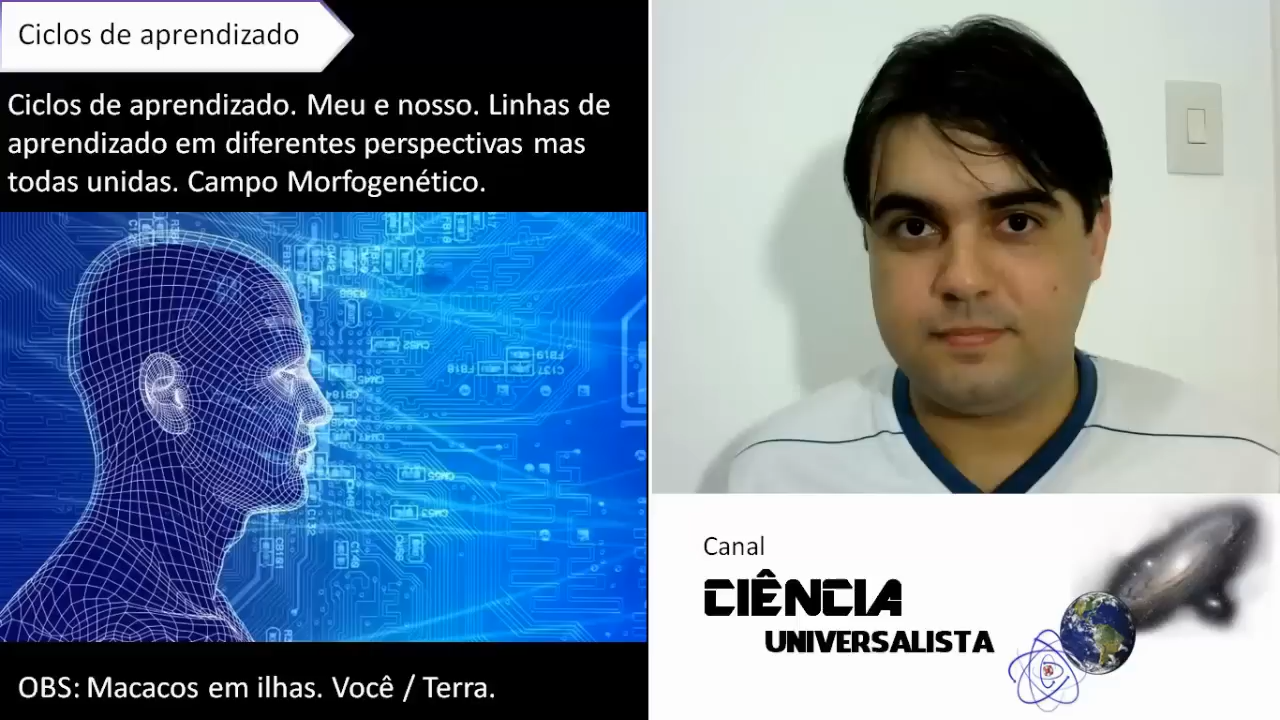 Ciclos de aprendizado
Ciclos de aprendizado. Meu e nosso. Linhas de
aprendizado em diferentes perspectivas mas
todas unidas. Campo Morfogenético.
OBS: Macacos em ilhas. Você / Terra.
Canal
CIÊNCIA
UNIVERSALISTA